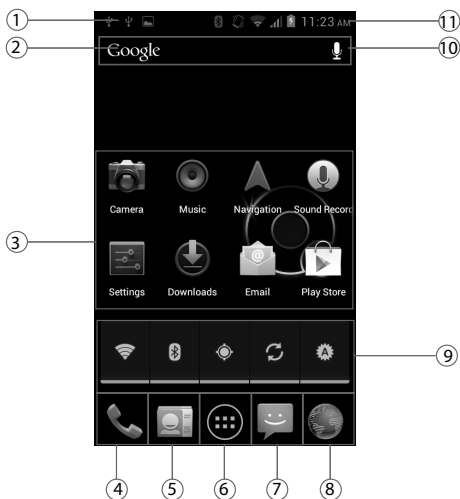 ① 11:23 AM ⑪
② Google ⑩
Camera Music Navigation Sound Recor
③
Settings Downloads Email Play Store
⑨
④ ⑤ ⑥ ⑦ ⑧